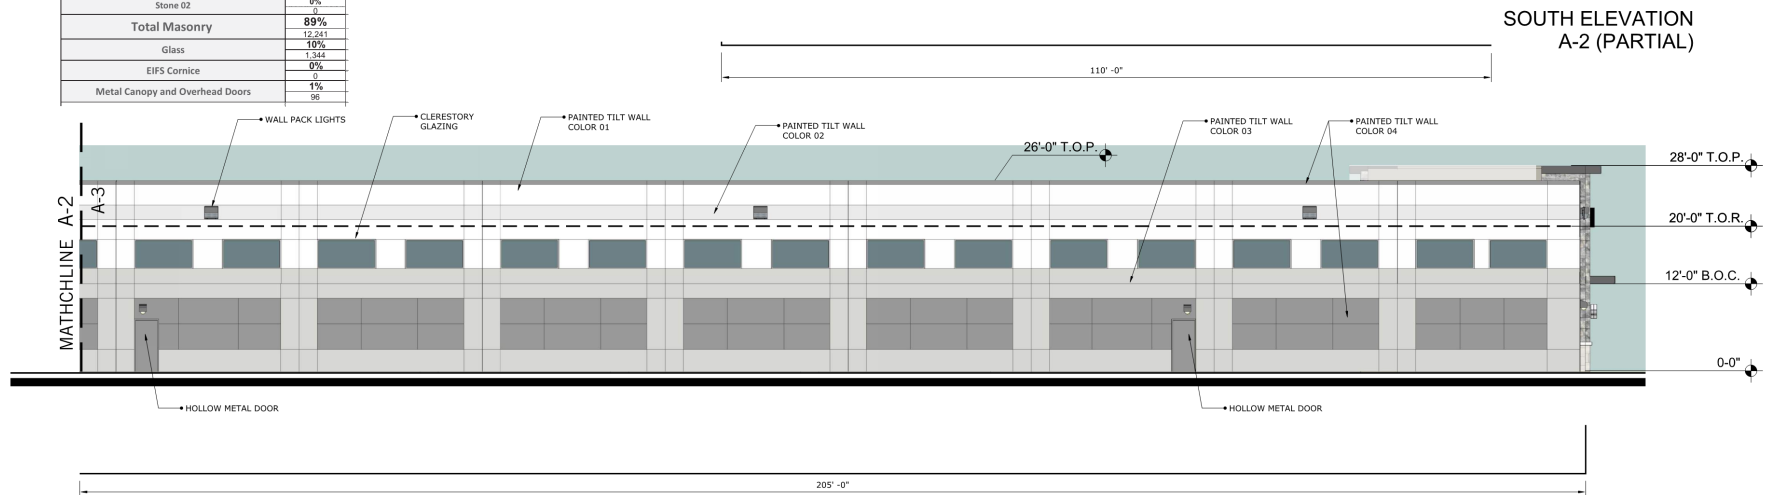 Stone 02
0%
0
Total Masonry
89%
12,241
Glass
10%
1,344
EIFS Cornice
0%
0
Metal Canopy and Overhead Doors
1%
96
SOUTH ELEVATION
A-2 (PARTIAL)
110' -0"
WALL PACK LIGHTS
CLERESTORY
GLAZING
PAINTED TILT WALL
COLOR 01
PAINTED TILT WALL
COLOR 02
PAINTED TILT WALL
COLOR 03
PAINTED TILT WALL
COLOR 04
26'-0" T.O.P.
28'-0" T.O.P.
20'-0" T.O.R.
12'-0" B.O.C.
0-0"
MATHCHLINE A-2
A-3
HOLLOW METAL DOOR
HOLLOW METAL DOOR
205' -0"